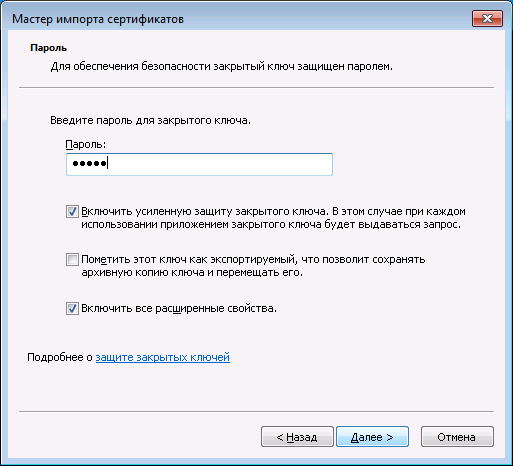 Мастер импорта сертификатов
Пароль
Для обеспечения безопасности закрытый ключ защищен паролем.
Введите пароль для закрытого ключа.
Пароль:
●●●●●
Включить усиленную защиту закрытого ключа. В этом случае при каждом
использовании приложением закрытого ключа будет выдаваться запрос.
Пометить этот ключ как экспортируемый, что позволит сохранять
архивную копию ключа и перемещать его.
Включить все расширенные свойства.
Подробнее о защите закрытых ключей
< Назад Далее > Отмена